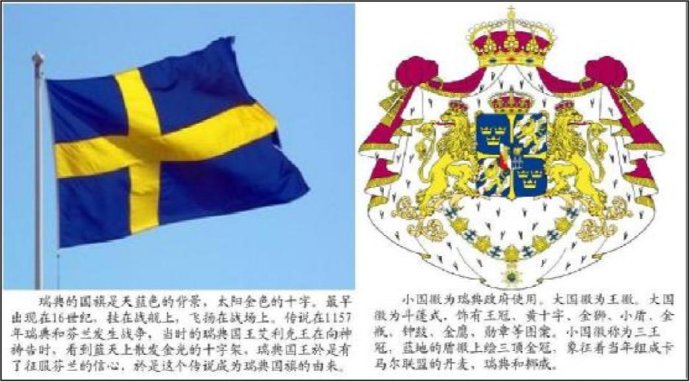 瑞典的国旗是天蓝色的背景，太阳金色的十字。最早
出现在16世纪。挂在战舰上，飞扬在战场上。传说在1157
年瑞典和芬兰发生战争，当时的瑞典国王艾利克王在向神
祷告时，看到蓝天上散发金光的十字架。瑞典国王於是有
了征服芬兰的信心，於是这个传说成为瑞典国旗的由来。
小国徽为瑞典政府使用。大国徽为王徽。大国
徽为斗篷式，饰有王冠、黄十字、金狮、小盾、金
瓶、钟鼓、金鹰、勋章等图案。小国徽称为三王
冠，蓝地的盾徽上绘三顶金冠，象征着当年组成卡
马尔联盟的丹麦，瑞典和挪威。